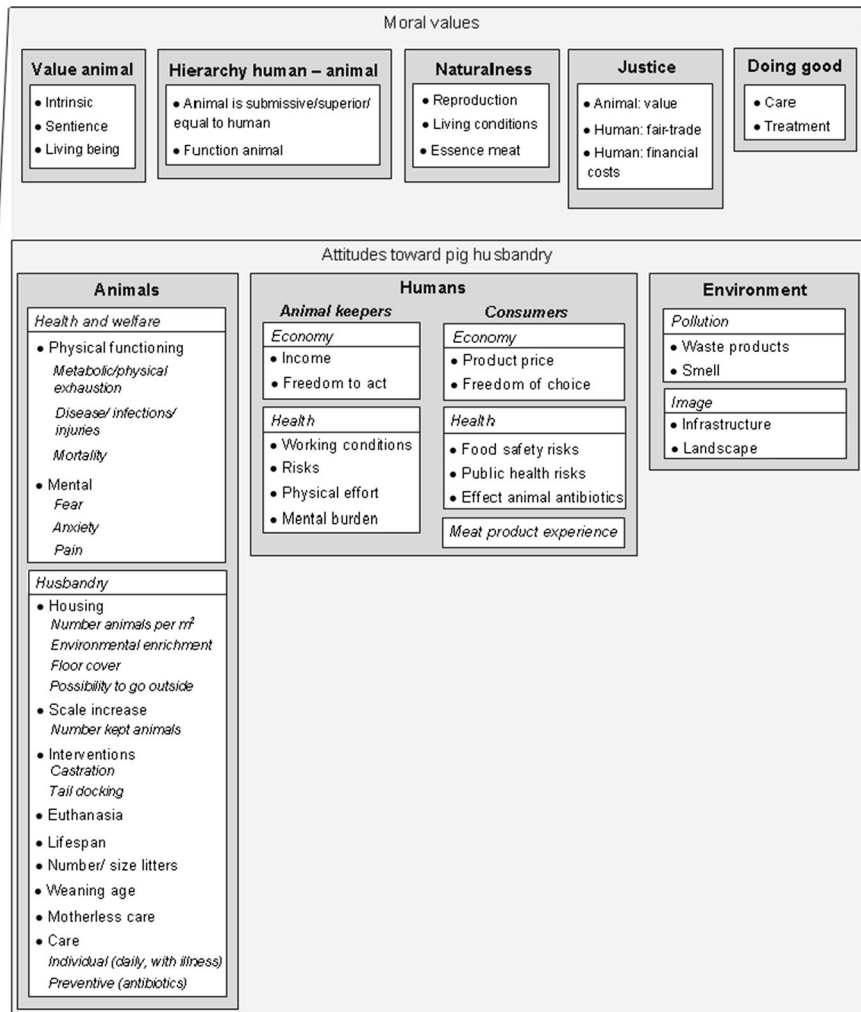 Moral values
Value animal
● Intrinsic
● Sentience
● Living being
Hierarchy human – animal
● Animal is submissive/superior/
equal to human
● Function animal
Naturalness
● Reproduction
● Living conditions
● Essence meat
Justice
● Animal: value
● Human: fair-trade
● Human: financial
costs
Doing good
● Care
● Treatment
Attitudes toward pig husbandry
Animals
Health and welfare
● Physical functioning
Metabolic/physical
exhaustion
Disease/ infections/
injuries
Mortality
● Mental
Fear
Anxiety
Pain
Husbandry
● Housing
Number animals per m²
Environmental enrichment
Floor cover
Possibility to go outside
● Scale increase
Number kept animals
● Interventions
Castration
Tail docking
● Euthanasia
● Lifespan
● Number/ size litters
● Weaning age
● Motherless care
● Care
Individual (daily, with illness)
Preventive (antibiotics)
Humans
Animal keepers
Economy
● Income
● Freedom to act
Health
● Working conditions
● Risks
● Physical effort
● Mental burden
Consumers
Economy
● Product price
● Freedom of choice
Health
● Food safety risks
● Public health risks
● Effect animal antibiotics
Meat product experience
Environment
Pollution
● Waste products
● Smell
Image
● Infrastructure
● Landscape